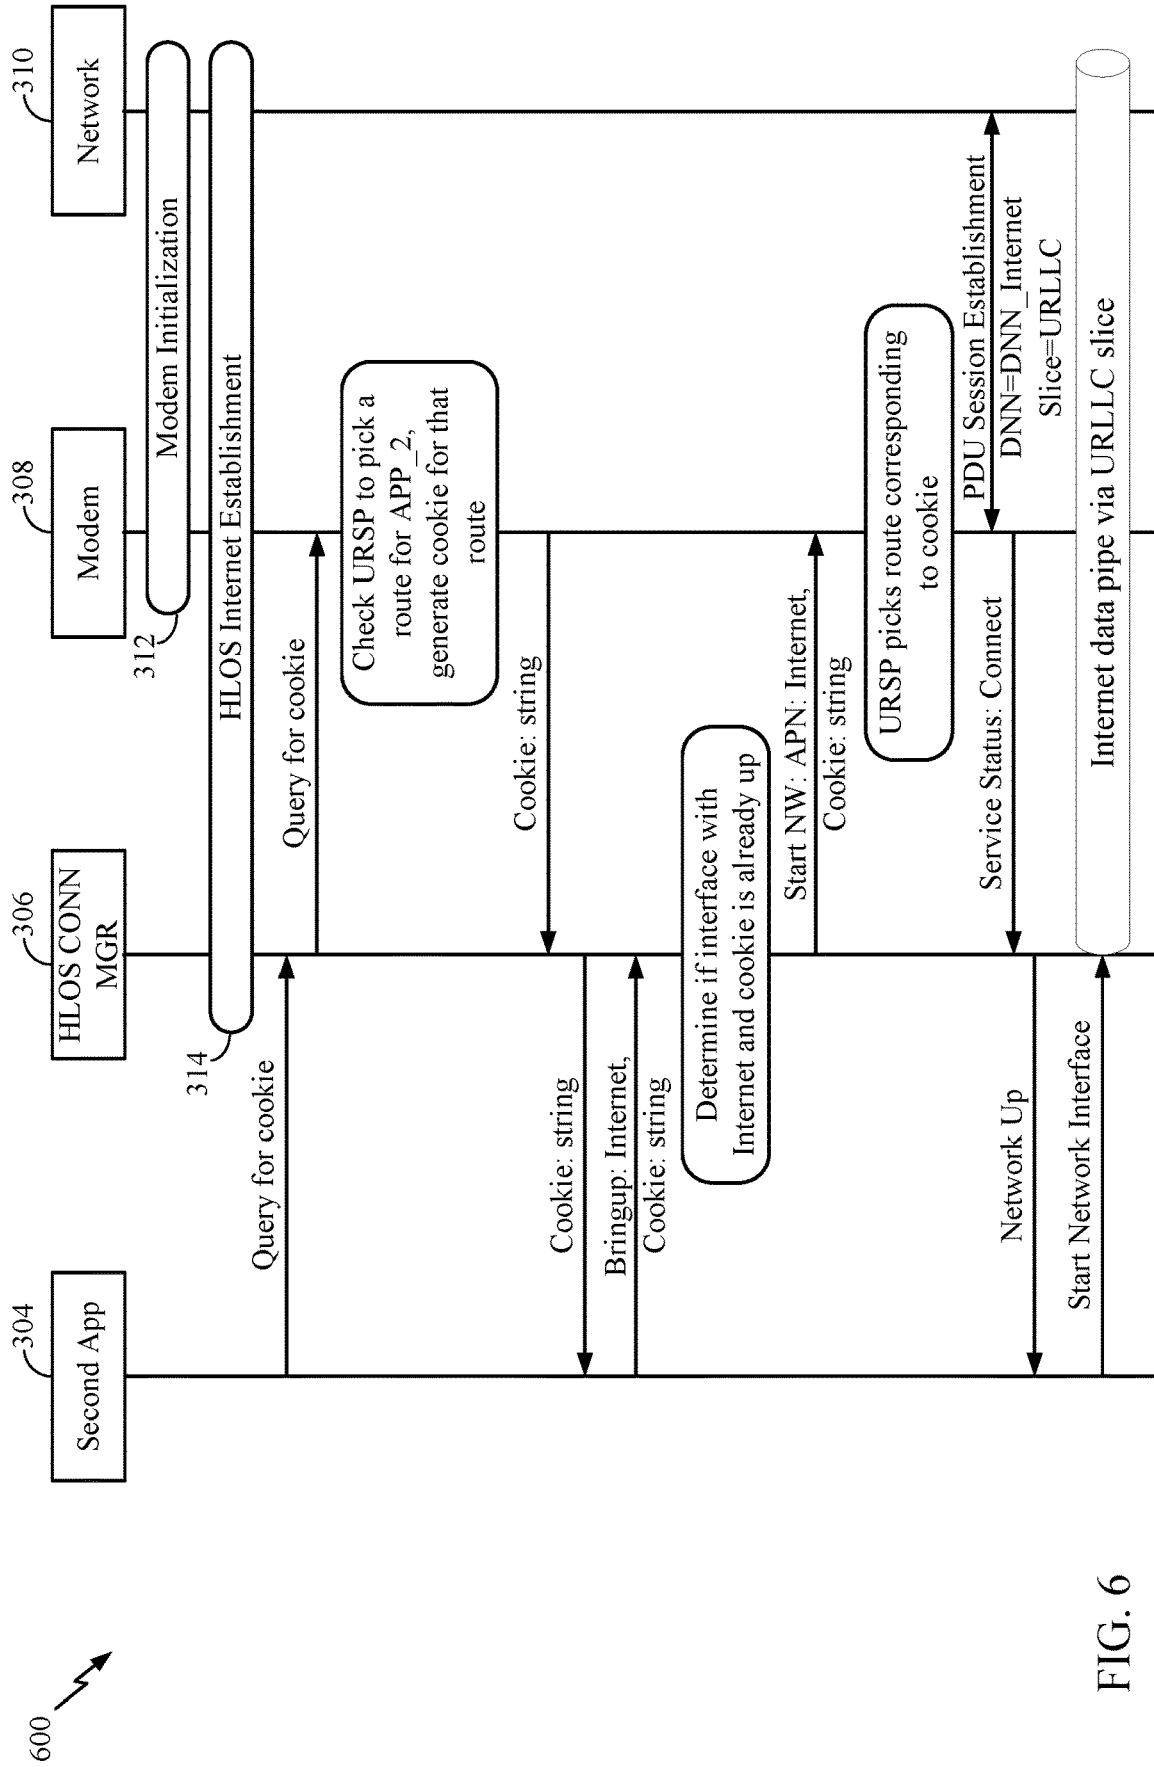 600
304
306
308
310
Second App
HLOS CONN
MGR
Modem
Network
312
Modem Initialization
314
HLOS Internet Establishment
Query for cookie
Query for cookie
Check URSP to pick a
route for APP_2,
generate cookie for that
route
Cookie: string
Cookie: string
Bringup: Internet,
Cookie: string
Determine if interface with
Internet and cookie is already up
Start NW: APN: Internet,
Cookie: string
URSP picks route corresponding
to cookie
PDU Session Establishment
DNN=DNN_Internet
Slice=URLLC
Service Status: Connect
Network Up
Start Network Interface
Internet data pipe via URLLC slice
FIG. 6